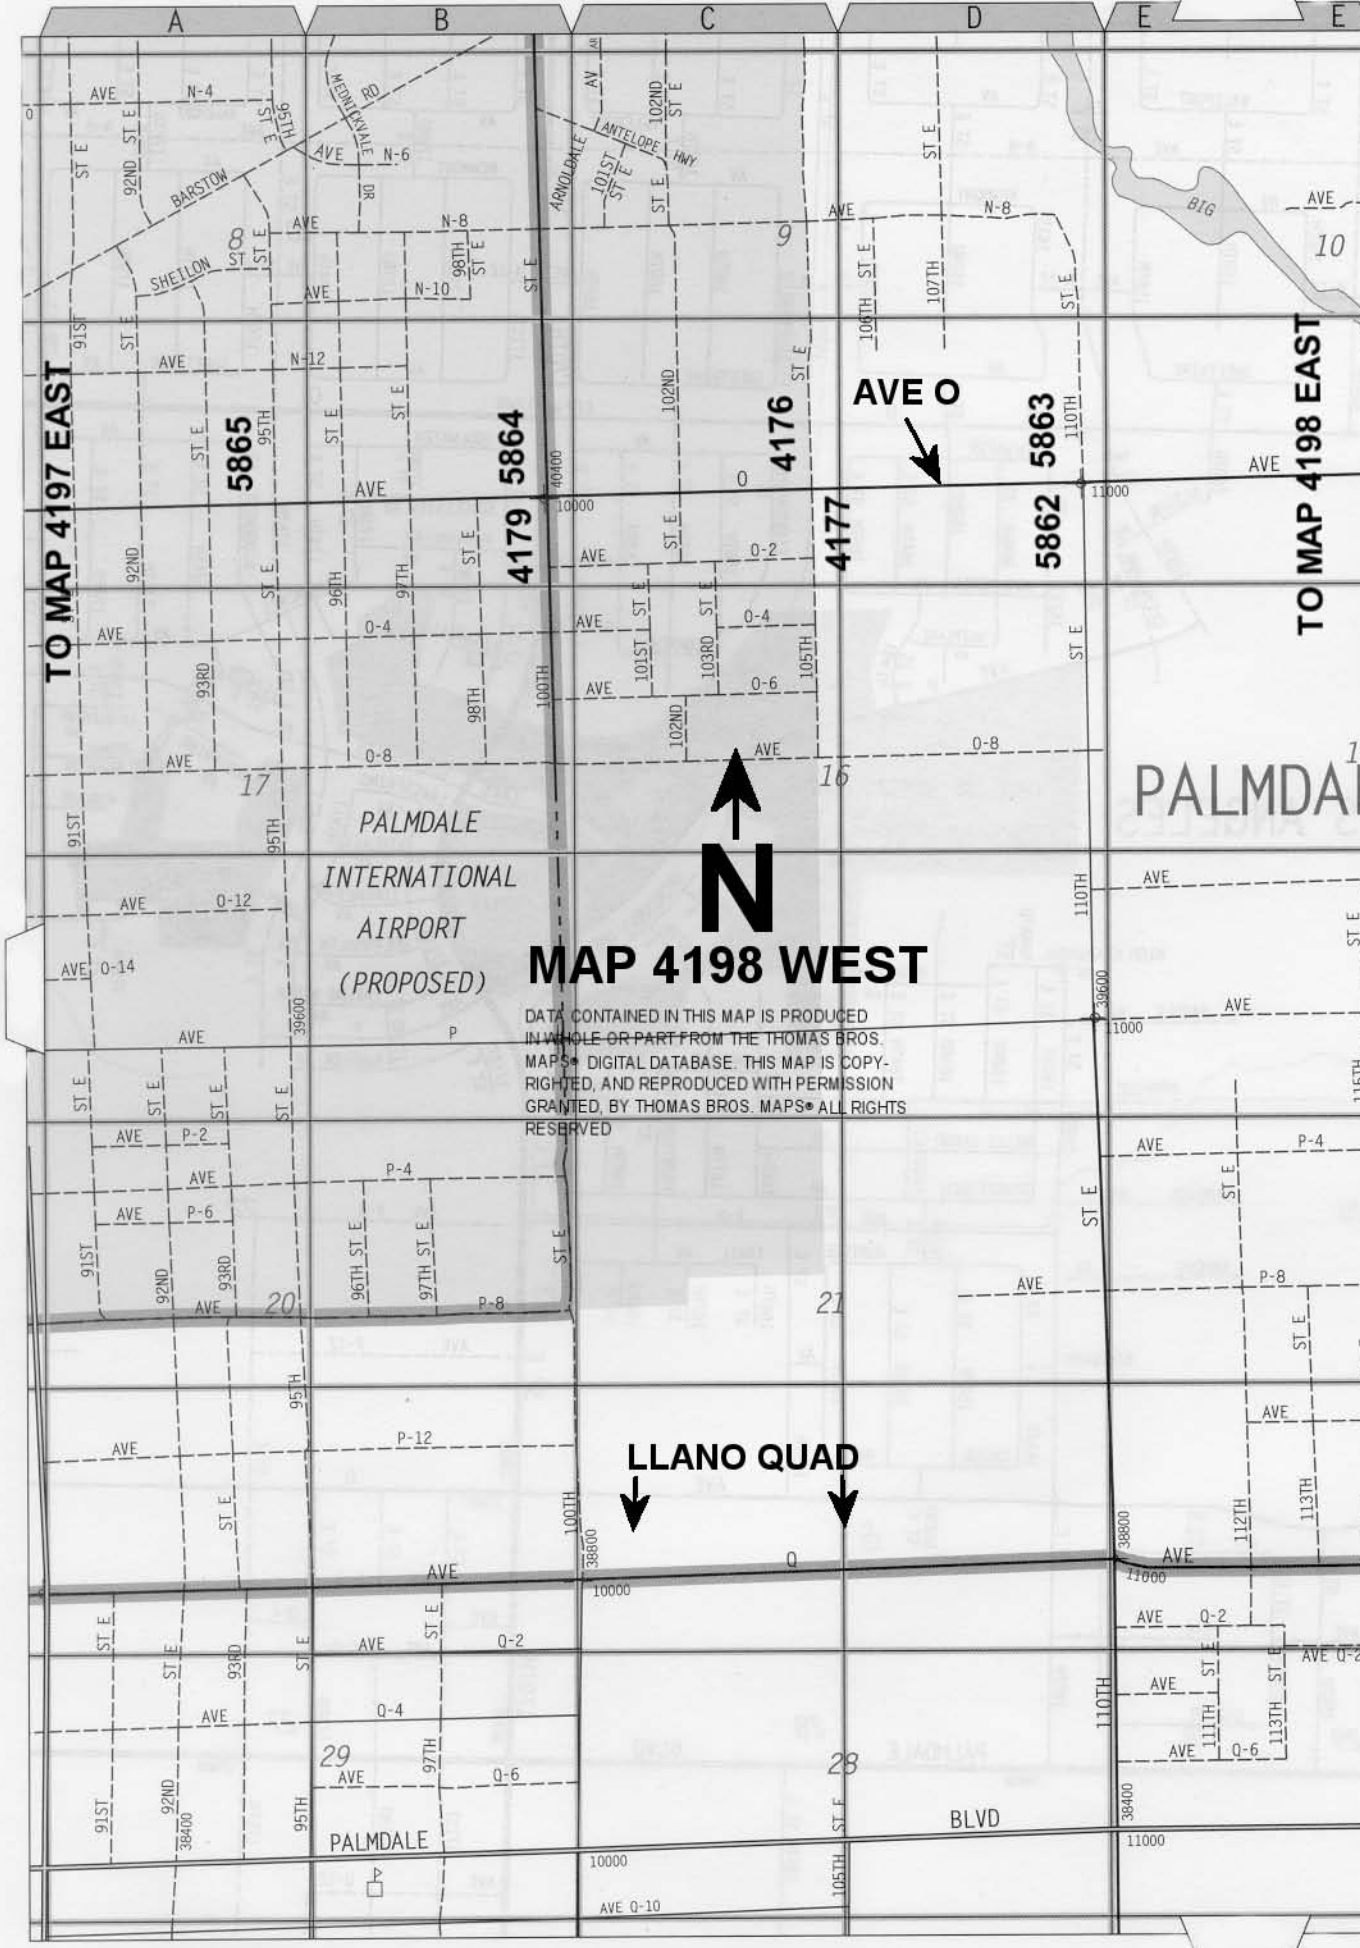 A B C D E E
AVE N-4
95TH ST E
MEDNICKVALE DR
RD
AV
AR
102ND ST E
ST E
92ND ST E
BARSTOW
AVE N-6
ANTELOPE HWY
ARNOLDALE
101ST ST E
ST E
ST E
BIG
AVE
10
AVE N-8
AVE N-8
8
9
SHEILON ST
ST E
98TH ST E
ST E
106TH ST E
107TH
ST E
AVE N-10
91ST
ST E
AVE N-12
ST E
102ND
ST E
TO MAP 4197 EAST
5865
95TH
ST E
ST E
ST E
5864
4176
AVE O
5863
110TH
TO MAP 4198 EAST
AVE
40400
10000
O
11000
AVE
4179
4177
5862
92ND
ST E
96TH
97TH
ST E
ST E
AVE O-2
AVE O-4
AVE O-4
AVE
ST E
ST E
101ST
103RD
105TH
ST E
93RD
98TH
100TH
AVE O-6
102ND
AVE O-8
AVE O-8
17
16
PALMDAL
91ST
95TH
PALMDALE
INTERNATIONAL
AIRPORT
(PROPOSED)
N
MAP 4198 WEST
DATA CONTAINED IN THIS MAP IS PRODUCED
IN WHOLE OR PART FROM THE THOMAS BROS.
MAPS® DIGITAL DATABASE. THIS MAP IS COPY-
RIGHTED, AND REPRODUCED WITH PERMISSION
GRANTED, BY THOMAS BROS. MAPS® ALL RIGHTS
RESERVED
AVE O-12
110TH
AVE
ST E
AVE O-14
39600
39600
AVE
11000
AVE P
ST E
ST E
ST E
ST E
115TH
AVE P-2
AVE P-4
AVE P-4
AVE P-6
ST E
ST E
91ST
92ND
93RD
96TH ST E
97TH ST E
ST E
AVE P-8
AVE P-8
20
21
ST E
95TH
AVE
AVE P-12
LLANO QUAD
ST E
100TH
38800
38800
112TH
113TH
AVE Q
AVE
10000
11000
ST E
ST E
93RD
ST E
ST E
AVE Q-2
AVE Q-2
AVE Q-2
ST E
ST E
110TH
AVE
111TH
113TH
AVE Q-4
AVE Q-6
29
28
97TH
AVE Q-6
91ST
92ND
38400
95TH
38400
ST E
PALMDALE BLVD
10000
11000
105TH
AVE Q-10